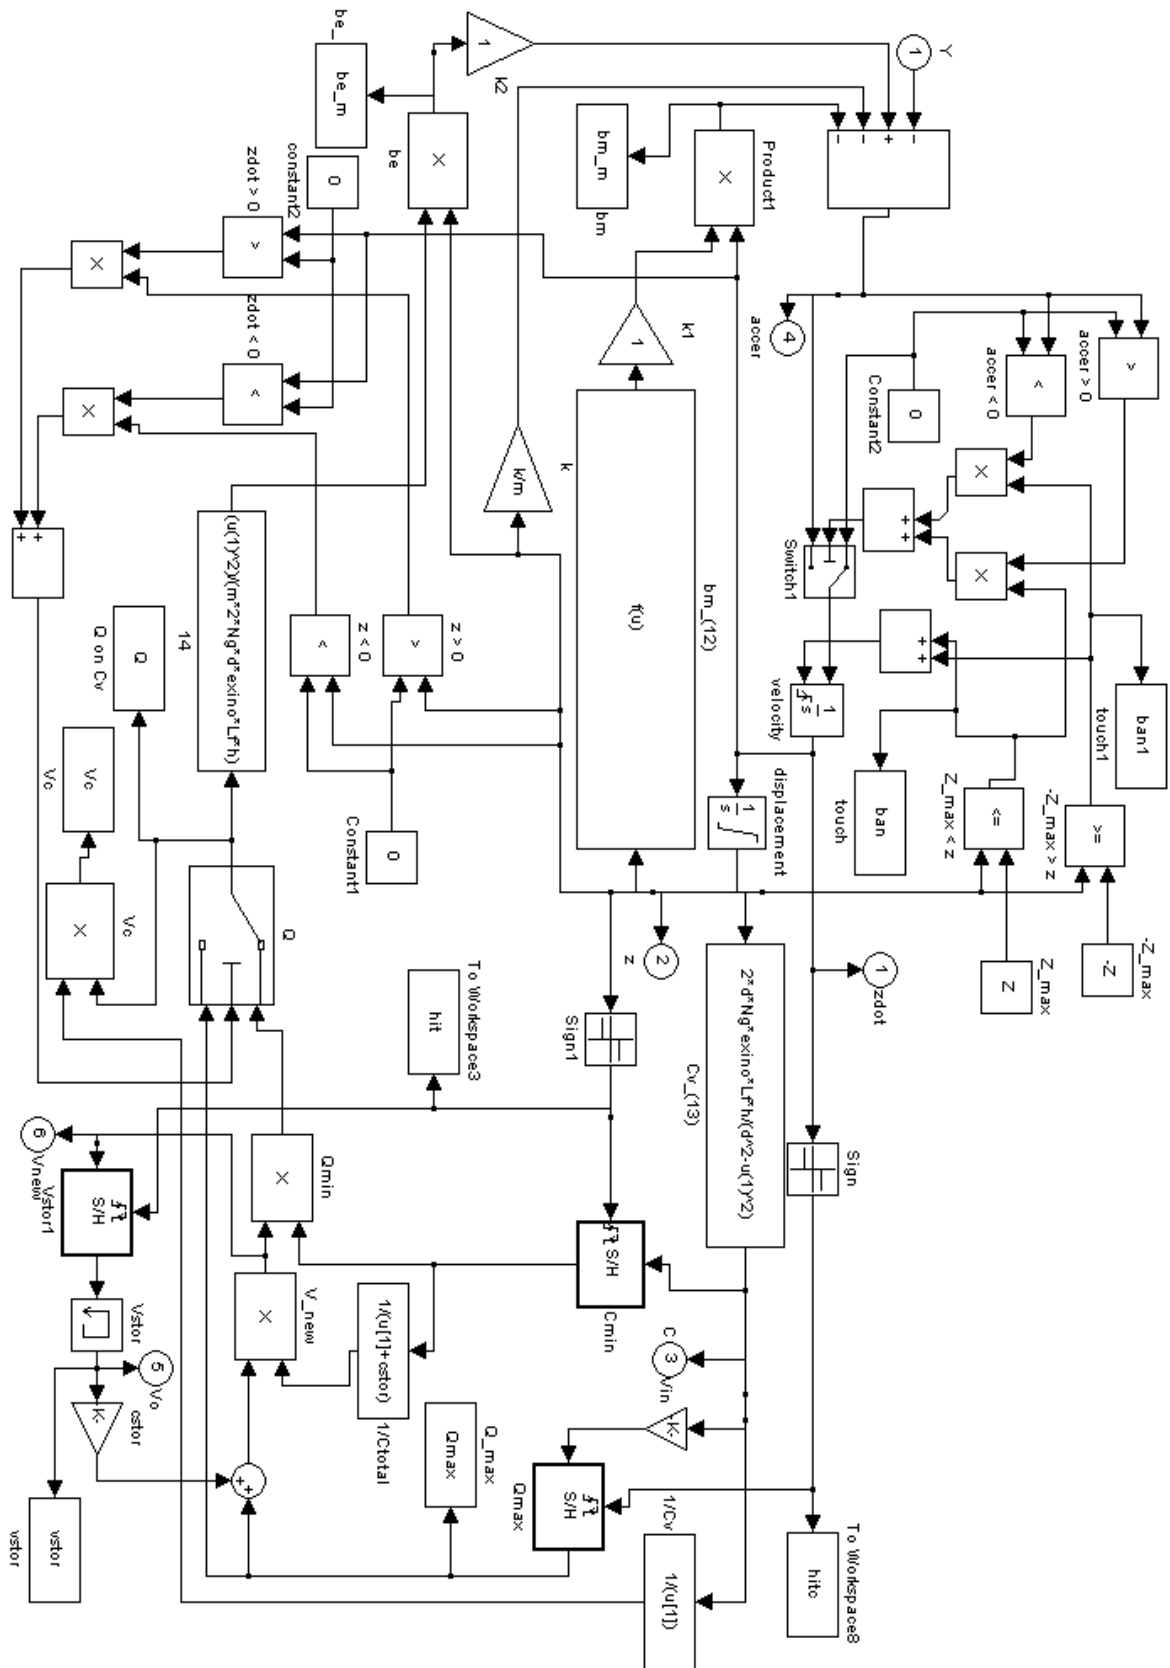 ban1
touch1
-Z_max
-Z
>=
-Z_max > z
accer > 0
>
Z_max
Z
<=
Z_max < z
accer < 0
<
Constant2
0
X
X
+
+
+
+
ban
touch
Y
1
-
+
-
-
Switch1
velocity
1
s
1
zdot
Sign
To Workspace8
hitc
4
accer
displacement
1
s
Product1
X
bm_m
bm
k1
1
bm_(12)
f(u)
2*d*Ng*exino*Lf*h/(d^2-u(1)^2)
Cv_(13)
1/Cv
1/(u[1])
2
z
3
C
Vin
K-
Sign1
S/H
Cmin
S/H
Qmax
k2
1
k
k/m
be
X
be_m
be_
z > 0
>
z < 0
<
Constant1
0
To Workspace3
hit
Q_max
Qmax
1/(u[1]+cstor)
1/Ctotal
constant2
0
zdot > 0
>
zdot < 0
<
(u(1)^2)/(m*2*Ng*d*exino*Lf*h)
14
Q
Qmin
X
V_new
X
+
+
Q
Q on Cv
Vc
Vc
X
Vc
X
X
+
+
5
Vo
Vstor
K-
cstor
S/H
Vstor1
6
Vnew
vstor
vstor